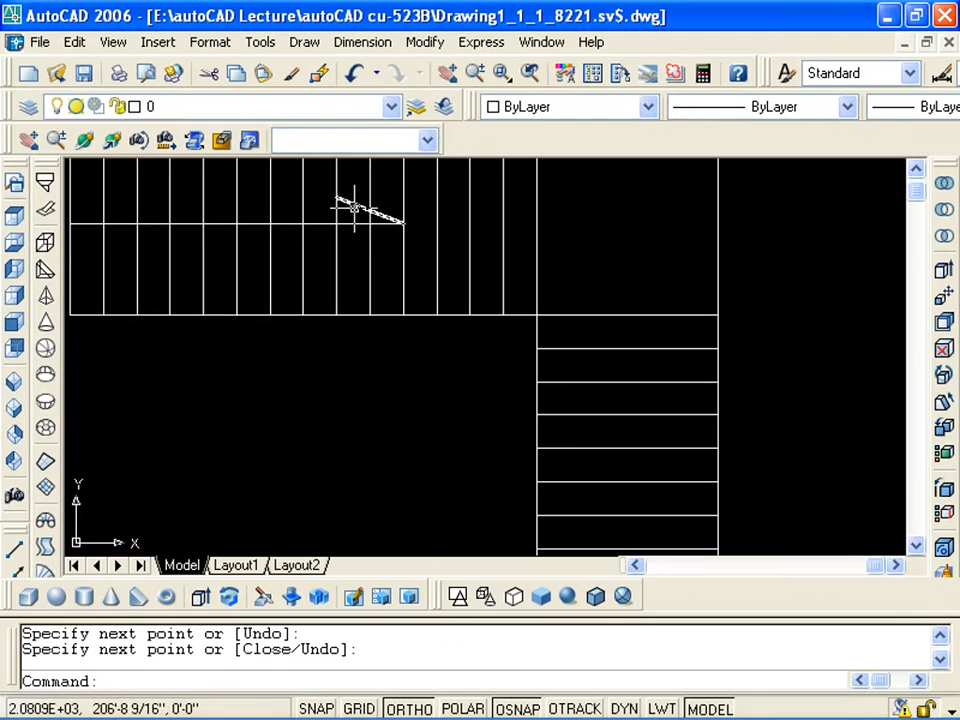 AutoCAD 2006 - [E:\autoCAD Lecture\autoCAD cu-523B\Drawing1_1_1_8221.sv$.dwg]
File Edit View Insert Format Tools Draw Dimension Modify Express Window Help
Standard
0 ByLayer ByLayer ByLaye
Y
X
Model Layout1 Layout2
Specify next point or [Undo]:
Specify next point or [Close/Undo]:
Command:
2.0809E+03, 206'-8 9/16", 0'-0" SNAP GRID ORTHO POLAR OSNAP OTRACK DYN LWT MODEL